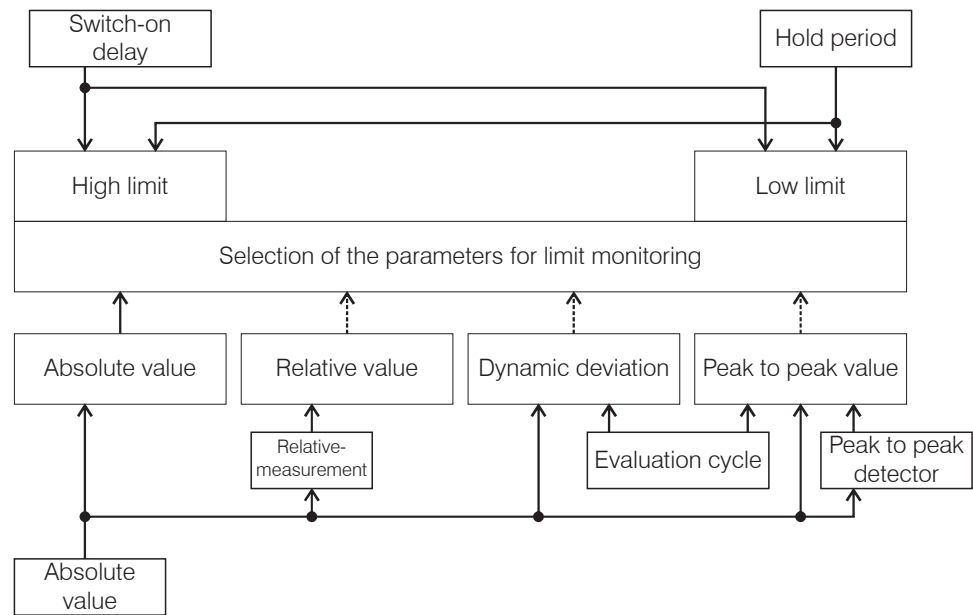 Switch-on
delay
Hold period
High limit
Low limit
Selection of the parameters for limit monitoring
Absolute value
Relative value
Dynamic deviation
Peak to peak value
Relative-
measurement
Evaluation cycle
Peak to peak
detector
Absolute
value